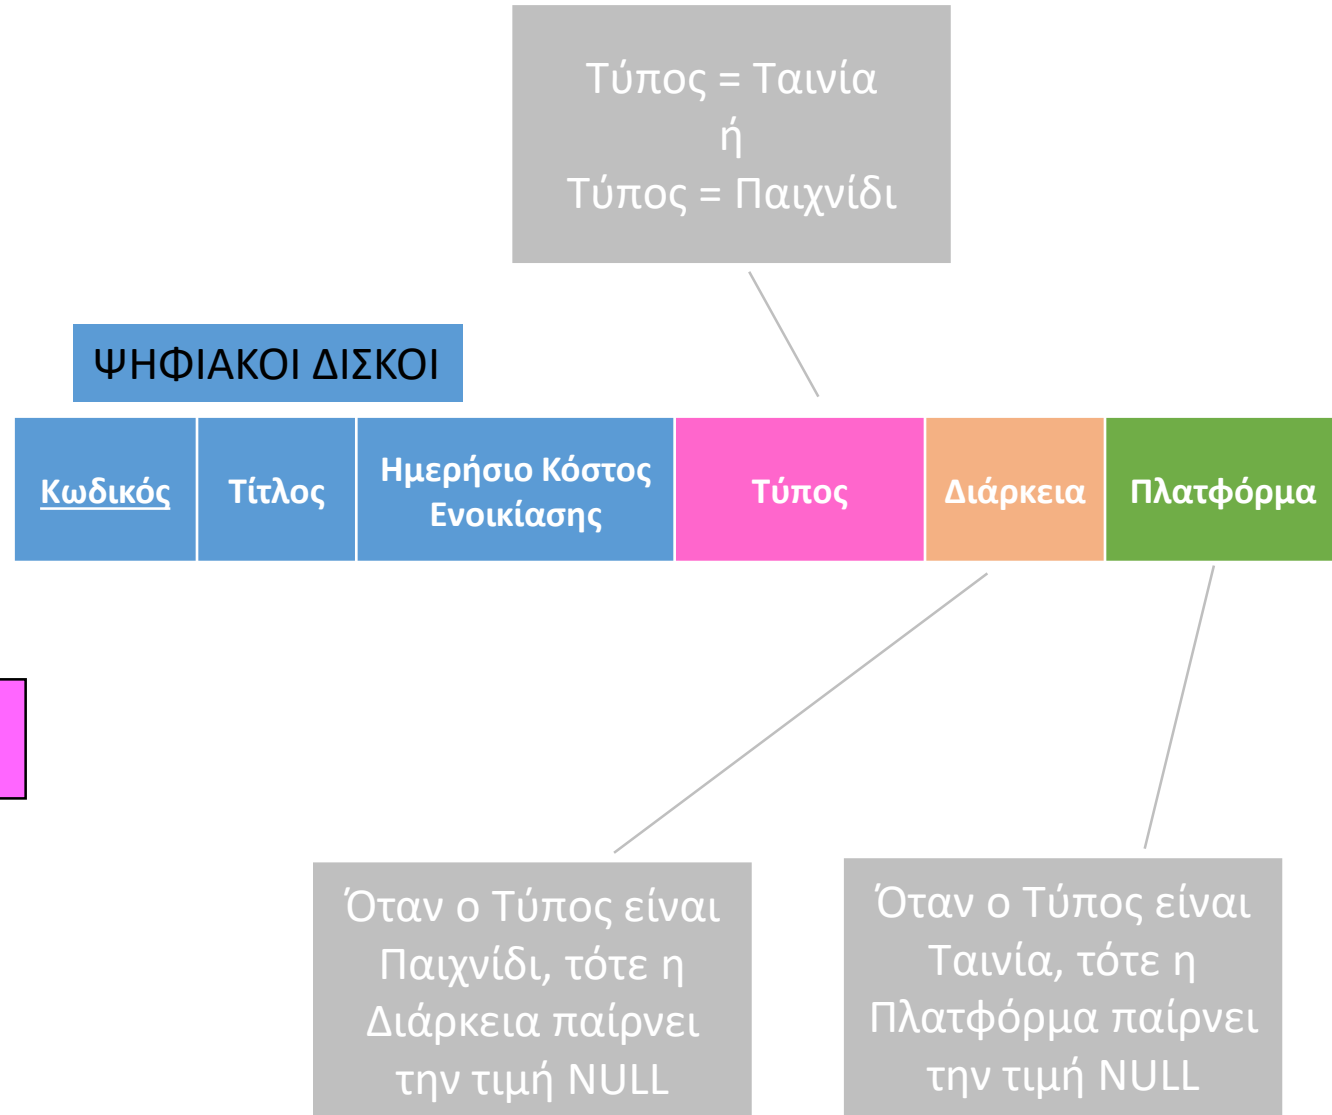 Τύπος = Ταινία
ή
Τύπος = Παιχνίδι
ΨΗΦΙΑΚΟΙ ΔΙΣΚΟΙ
Κωδικός
Τίτλος
Ημερήσιο Κόστος
Ενοικίασης
Τύπος
Διάρκεια
Πλατφόρμα
Όταν ο Τύπος είναι
Παιχνίδι, τότε η
Διάρκεια παίρνει
την τιμή NULL
Όταν ο Τύπος είναι
Ταινία, τότε η
Πλατφόρμα παίρνει
την τιμή NULL